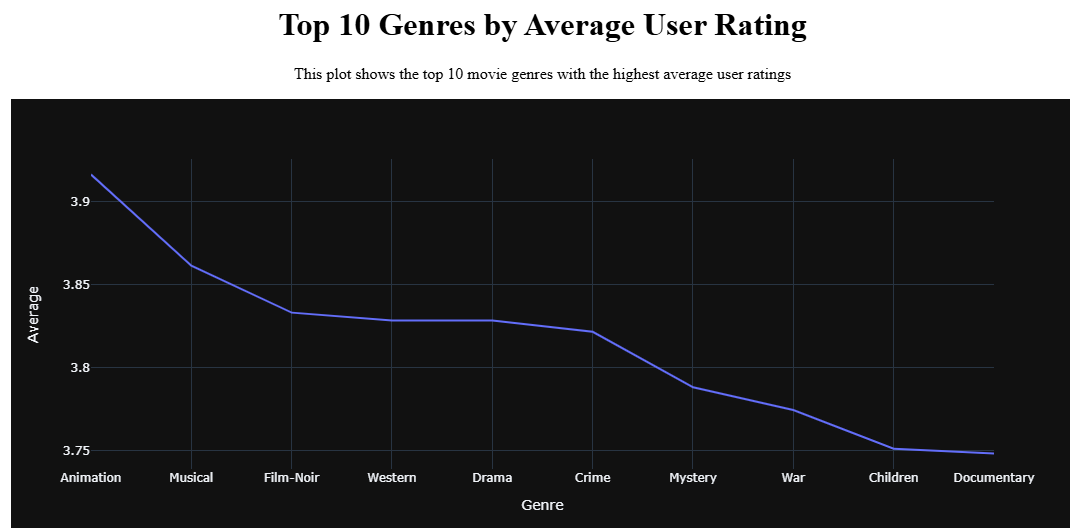 Top 10 Genres by Average User Rating
This plot shows the top 10 movie genres with the highest average user ratings
3.9
3.85
3.8
3.75
Average
Animation Musical Film-Noir Western Drama Crime Mystery War Children Documentary
Genre